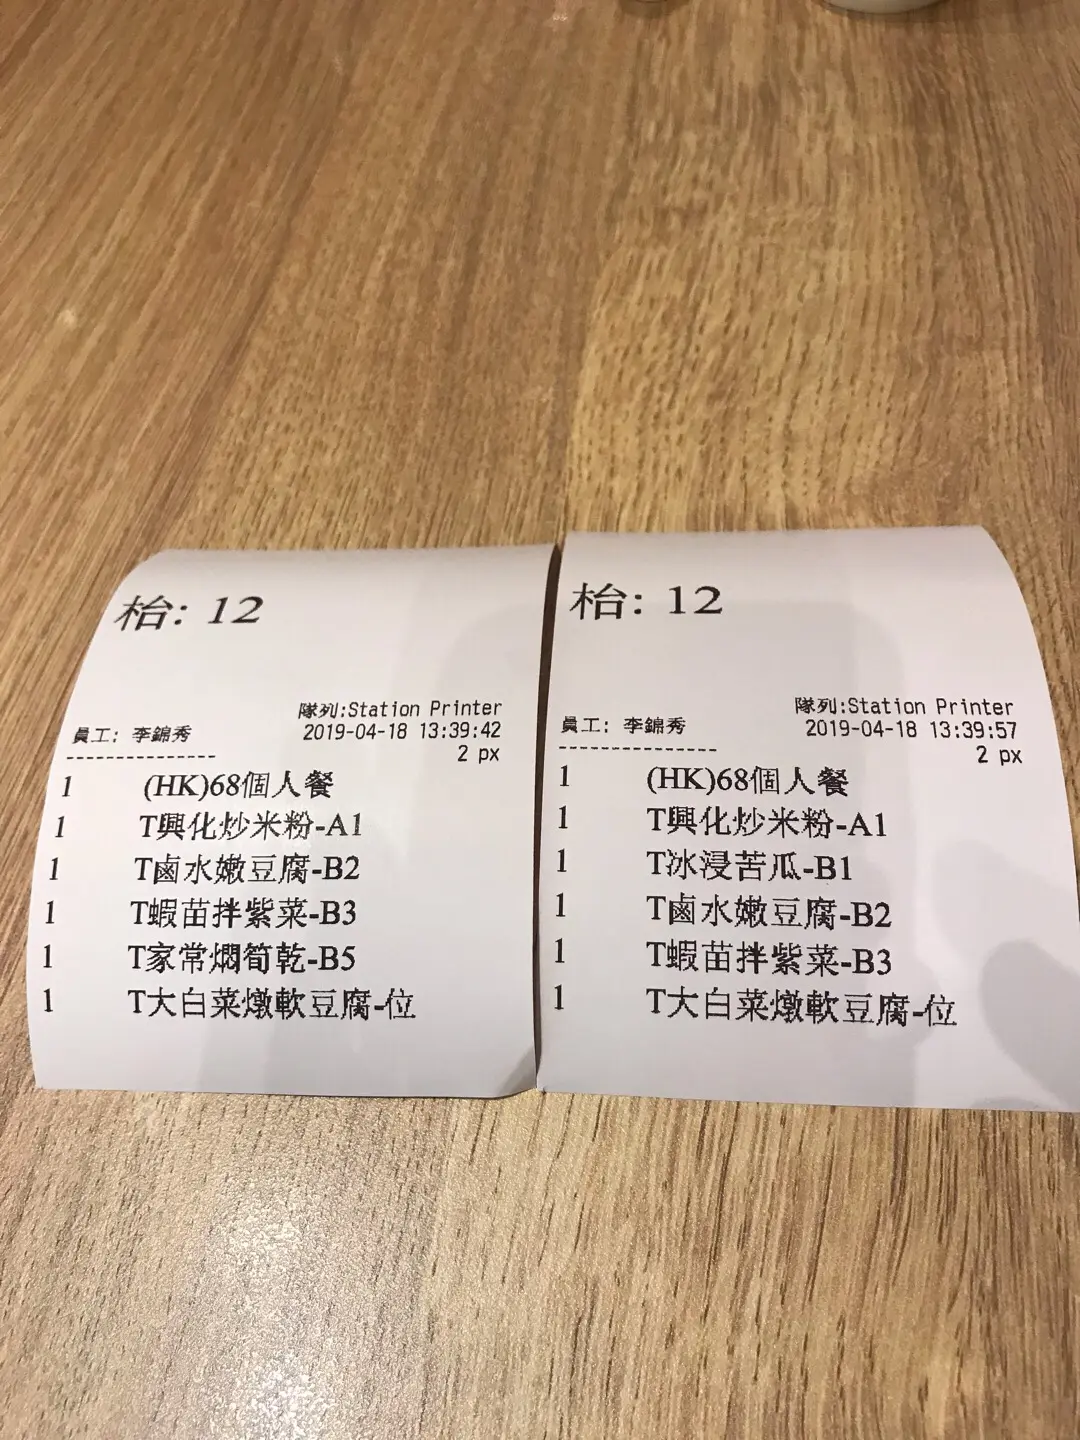 枱: 12
隊列:Station Printer
員工: 李錦秀 2019-04-18 13:39:42
2 px
1 (HK)68個人餐
1 T興化炒米粉-A1
1 T鹵水嫩豆腐-B2
1 T蝦苗拌紫菜-B3
1 T家常燜筍乾-B5
1 T大白菜燉軟豆腐-位
枱: 12
隊列:Station Printer
員工: 李錦秀 2019-04-18 13:39:57
2 px
1 (HK)68個人餐
1 T興化炒米粉-A1
1 T冰浸苦瓜-B1
1 T鹵水嫩豆腐-B2
1 T蝦苗拌紫菜-B3
1 T大白菜燉軟豆腐-位